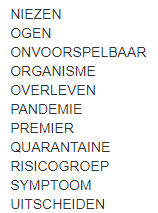 NIEZEN
OGEN
ONVOORSPELBAAR
ORGANISME
OVERLEVEN
PANDEMIE
PREMIER
QUARANTAINE
RISICOGROEP
SYMPTOOM
UITSCHEIDEN